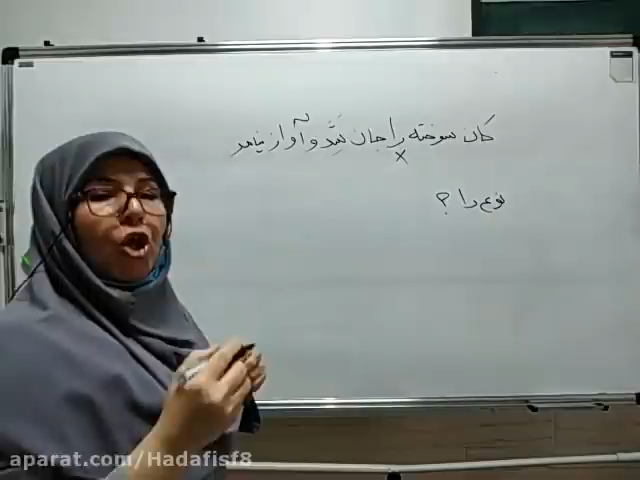 کان سوخته را جان شد و آواز نیامد
x
نوع را ؟
aparat.com/Hadafisf8